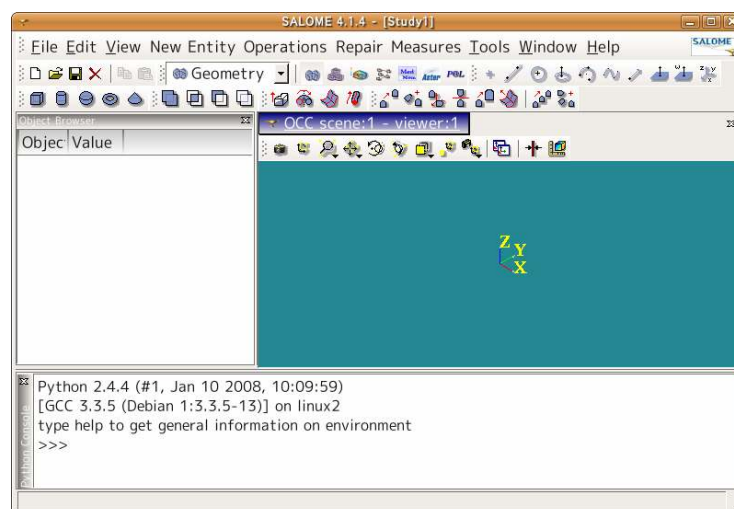 SALOME 4.1.4 - [Study1]
File Edit View New Entity Operations Repair Measures Tools Window Help
SALOME
Geometry
Object Browser
OCC scene:1 - viewer:1
Objec Value
Z
Y
X
Python 2.4.4 (#1, Jan 10 2008, 10:09:59)
[GCC 3.3.5 (Debian 1:3.3.5-13)] on linux2
type help to get general information on environment
>>>
Python Console